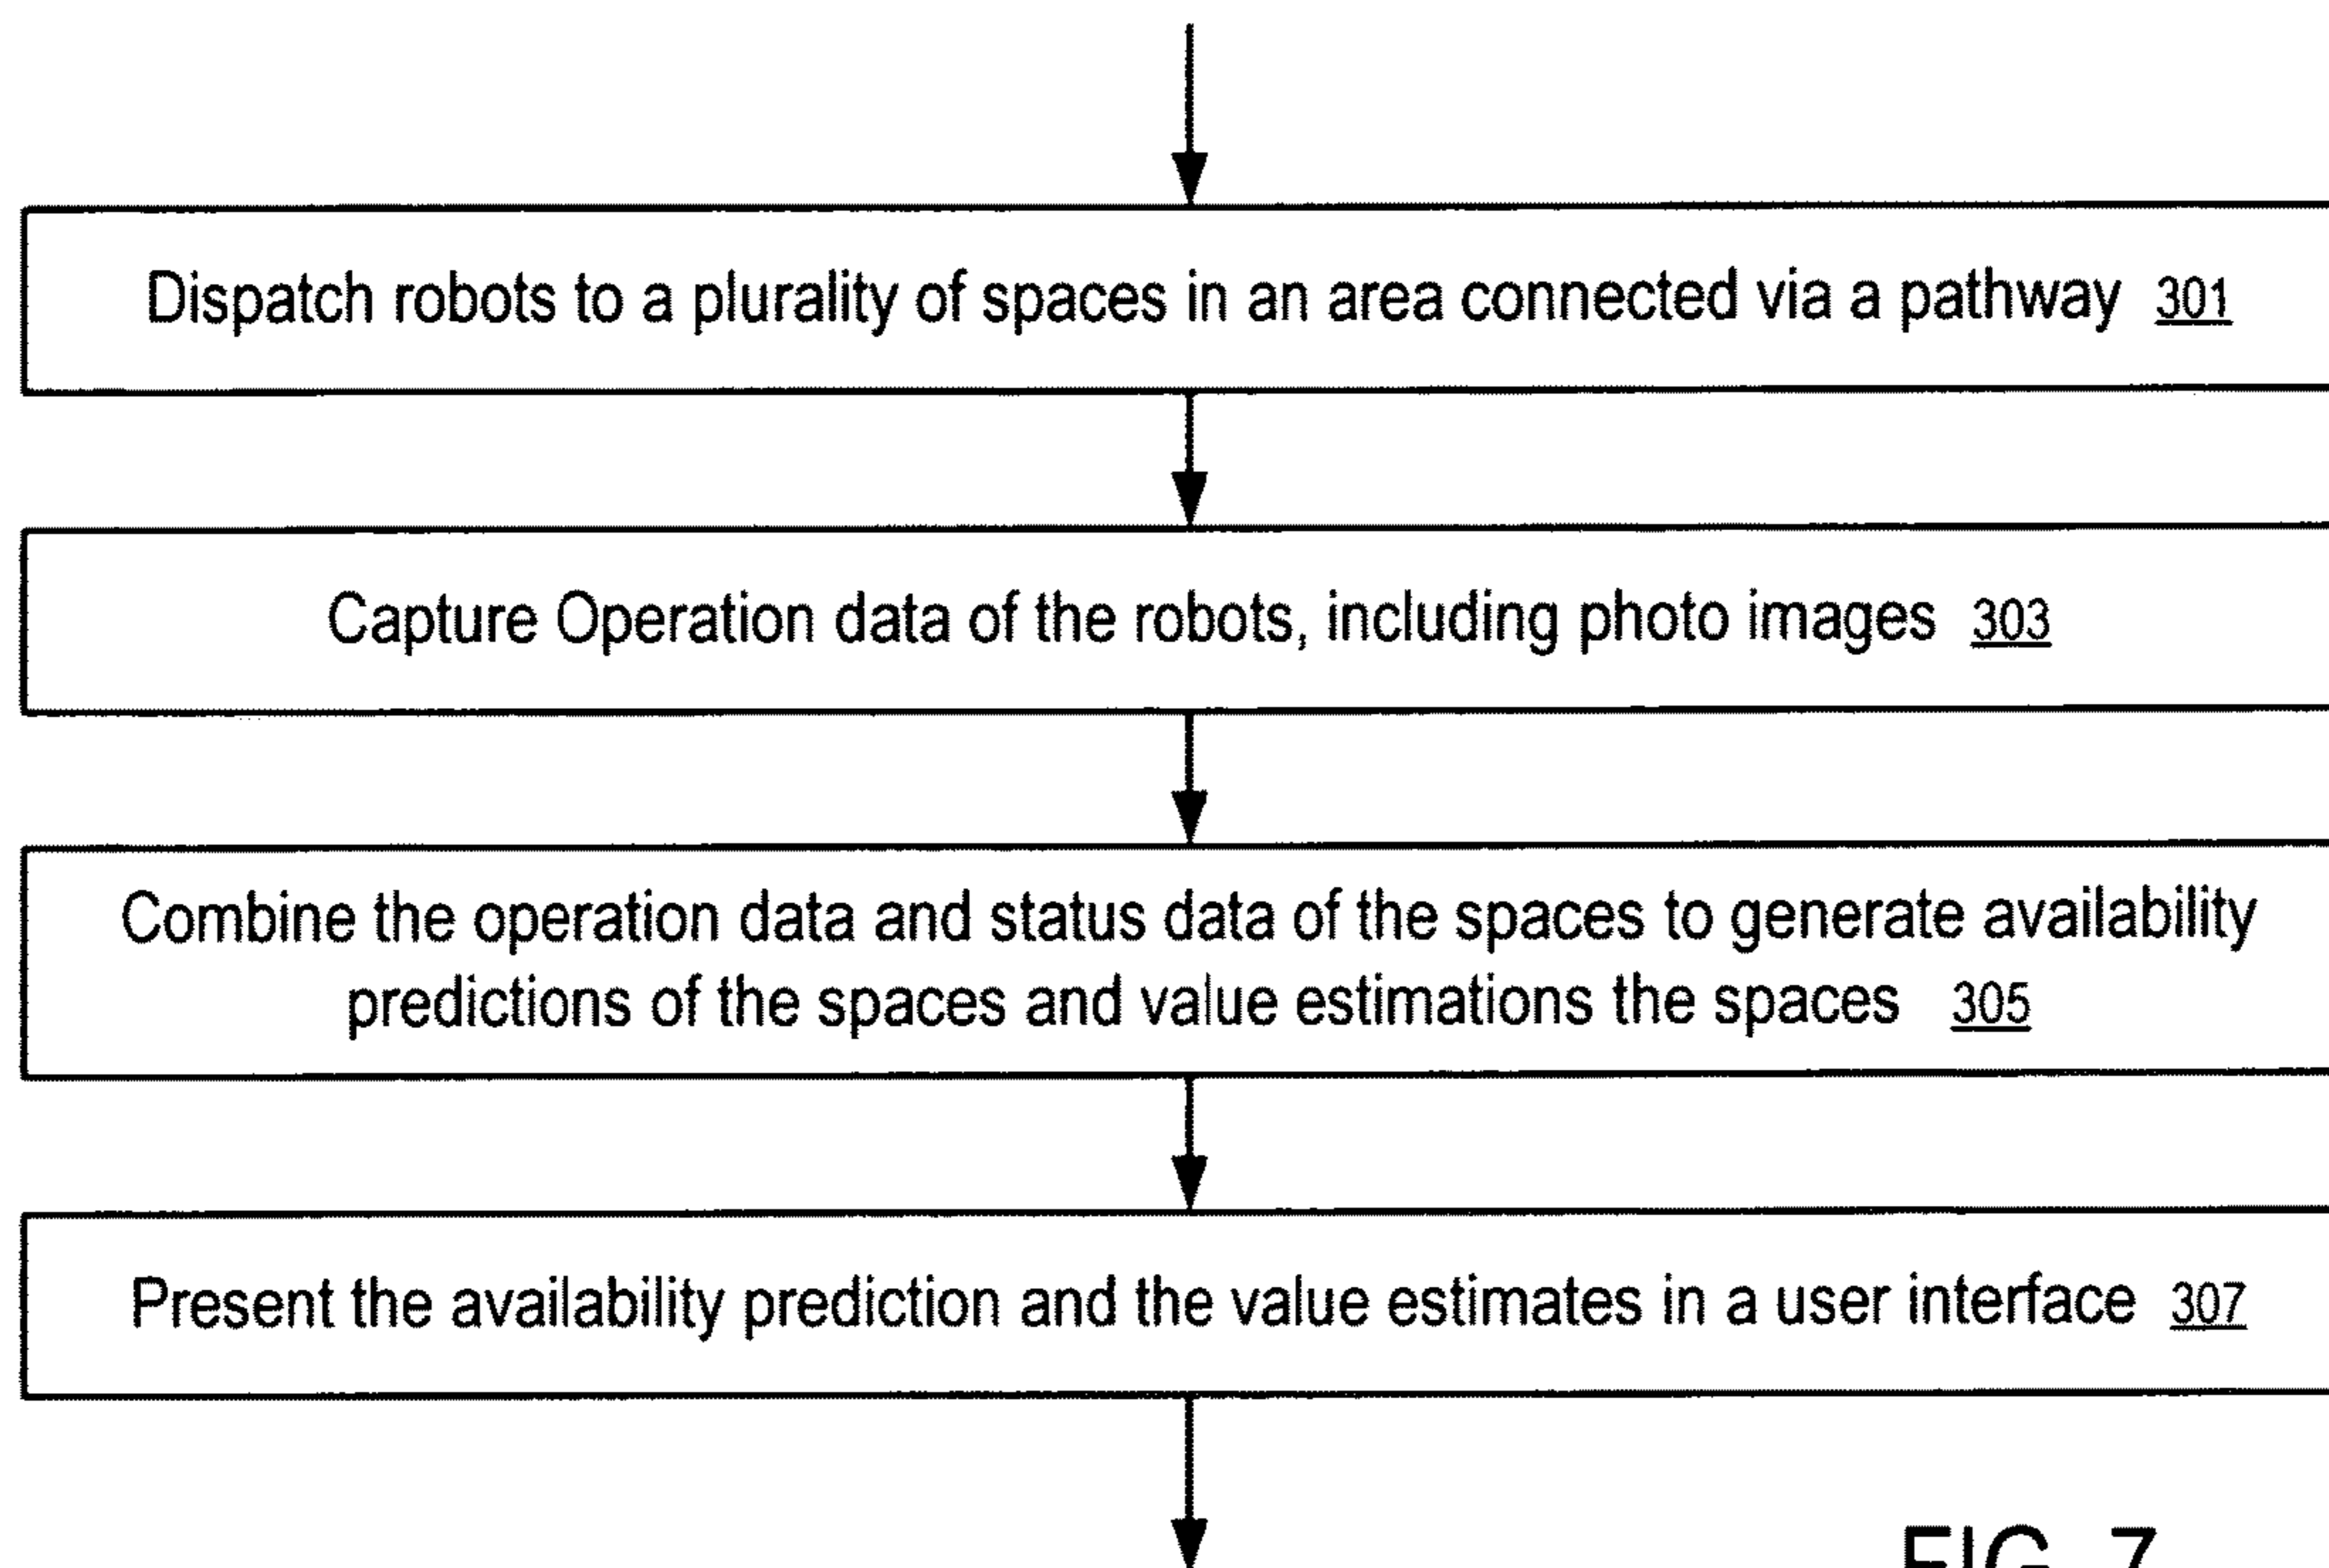 Dispatch robots to a plurality of spaces in an area connected via a pathway 301
Capture Operation data of the robots, including photo images 303
Combine the operation data and status data of the spaces to generate availability
predictions of the spaces and value estimations the spaces 305
Present the availability prediction and the value estimates in a user interface 307
FIG. 7